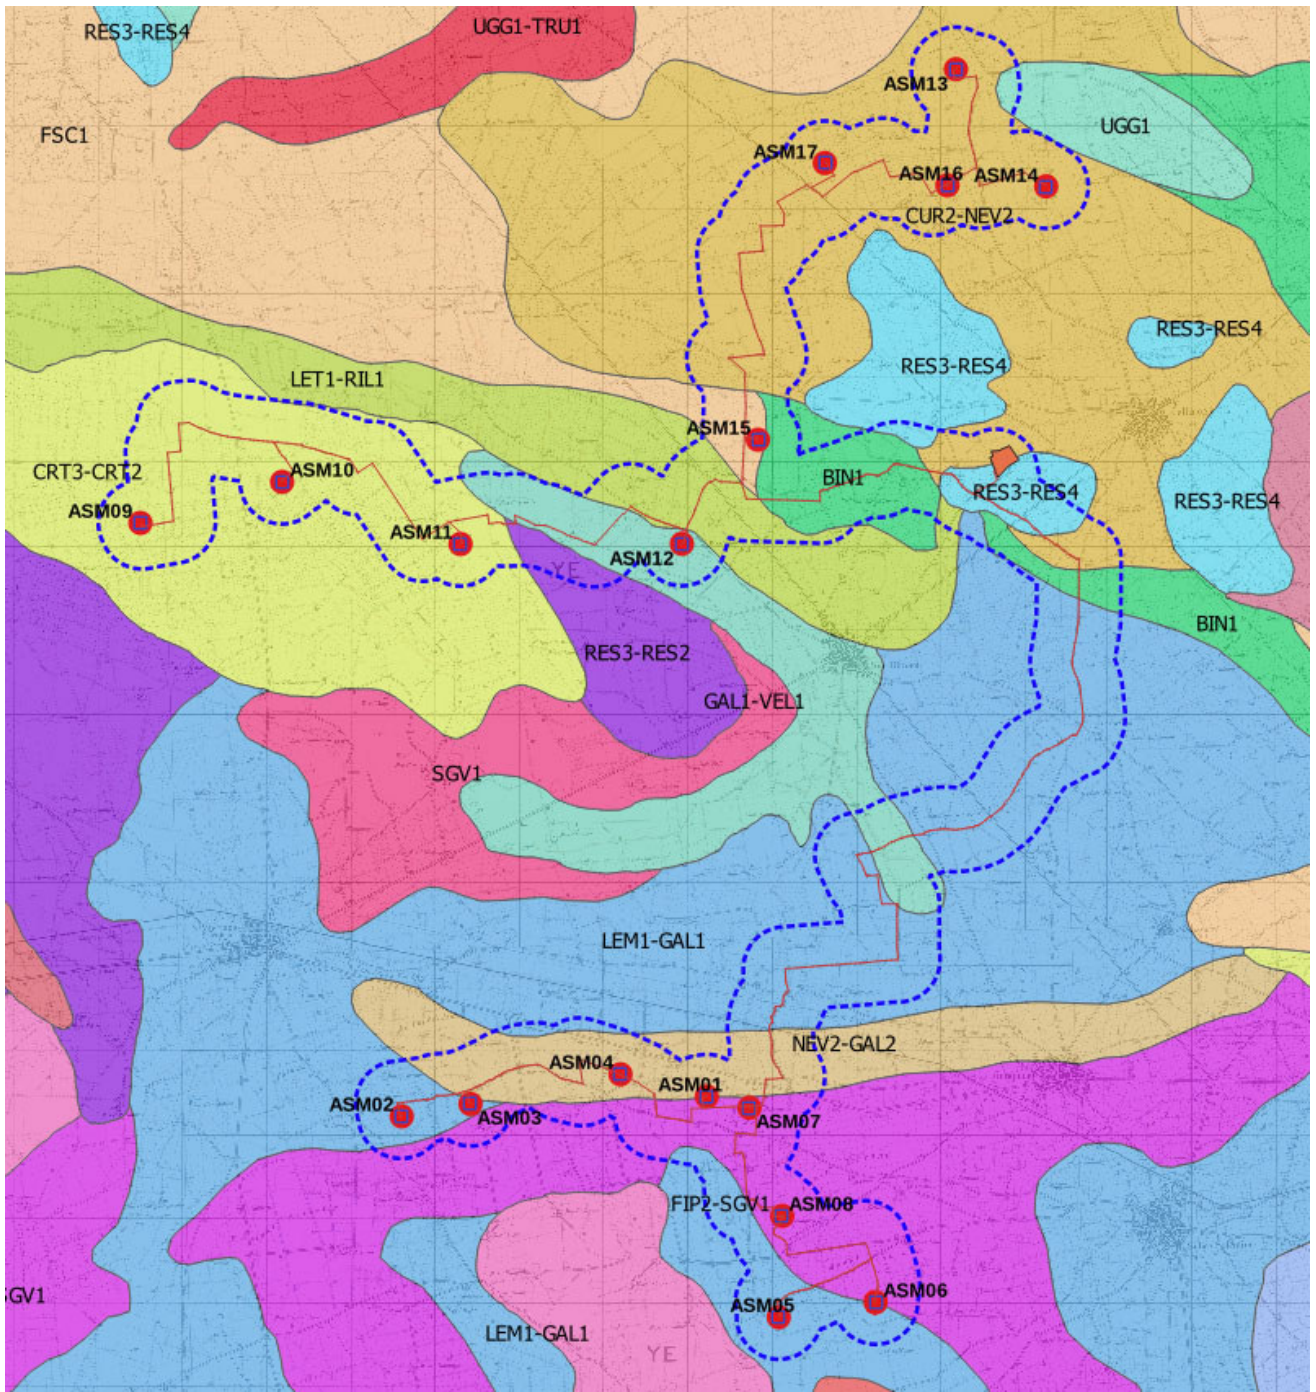 RES3-RES4
UGG1-TRU1
ASM13
FSC1
UGG1
ASM17
ASM16
ASM14
CUR2-NEV2
RES3-RES4
RES3-RES4
LET1-RIL1
ASM15
CRT3-CRT2
ASM10
BIN1
RES3-RES4
RES3-RES4
ASM09
ASM11
ASM12
YE
BIN1
RES3-RES2
GAL1-VEL1
SGV1
LEM1-GAL1
NEV2-GAL2
ASM04
ASM01
ASM02
ASM03
ASM07
FIP2-SGV1
ASM08
ASM06
SGV1
ASM05
LEM1-GAL1
YE